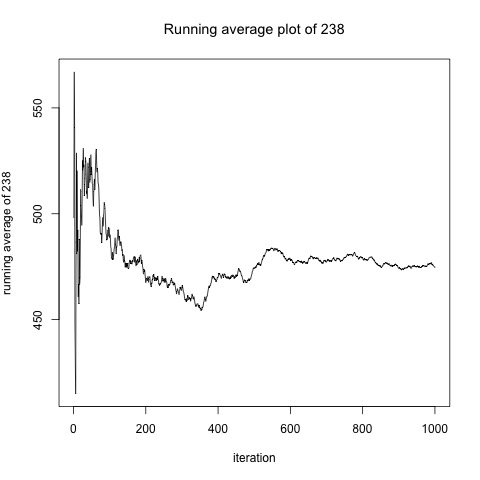 Running average plot of 238
running average of 238
550
500
450
0 200 400 600 800 1000
iteration